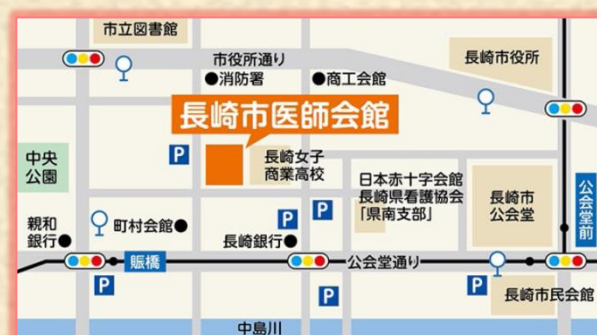 市立図書館
市役所通り
長崎市役所
●消防署
●商工会館
長崎市医師会館
中央
公園
P
長崎女子
商業高校
日本赤十字会館
長崎県看護協会
「県南支部」
長崎市
公会堂
公会堂前
親和
銀行●
町村会館●
P
P
長崎銀行●
賑橋
公会堂通り
P
P
P
長崎市民会館
中島川